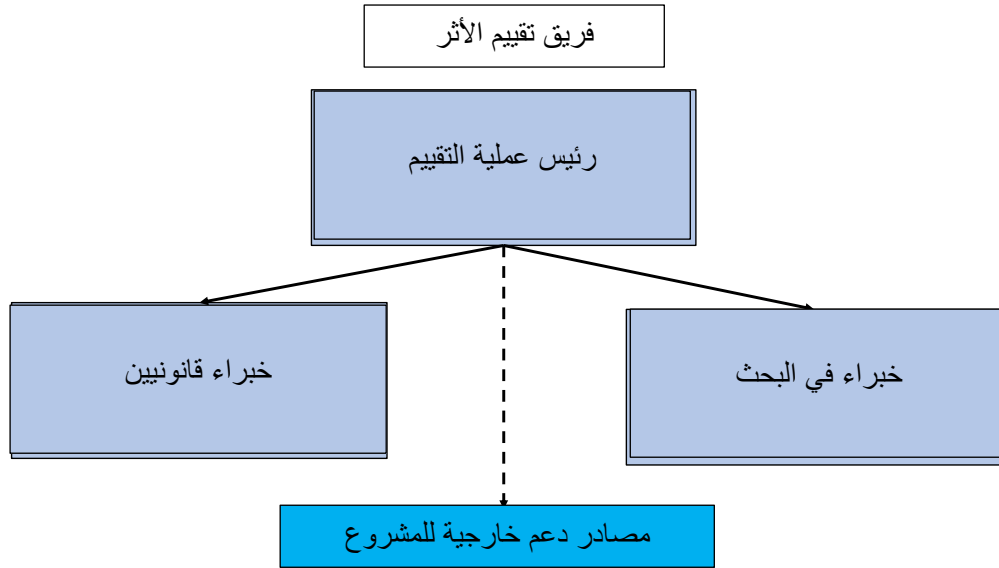 فريق تقييم الأثر
رئيس عملية التقييم
خبراء في البحث
خبراء قانونيين
مصادر دعم خارجية للمشروع